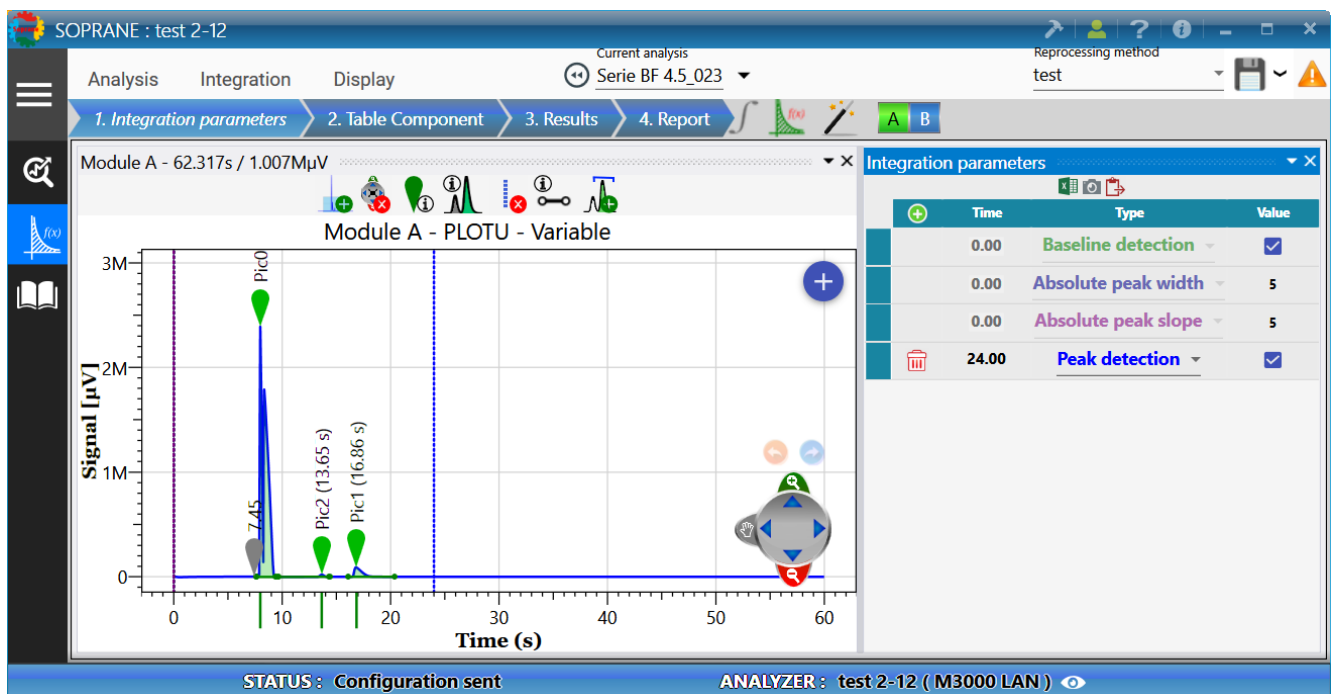 SOPRANE : test 2-12
Analysis Integration Display
Current analysis
Serie BF 4.5_023
Reprocessing method
test
1. Integration parameters 2. Table Component 3. Results 4. Report f(x) A B
Module A - 62.317s / 1.007MµV
Integration parameters
Time Type Value
0.00 Baseline detection
0.00 Absolute peak width 5
0.00 Absolute peak slope 5
24.00 Peak detection
f(x)
Module A - PLOTU - Variable
Signal [µV]
3M
2M
1M
0
Pic0
7.45
Pic2 (13.65 s)
Pic1 (16.86 s)
0 10 20 30 40 50 60
Time (s)
STATUS : Configuration sent ANALYZER : test 2-12 ( M3000 LAN )